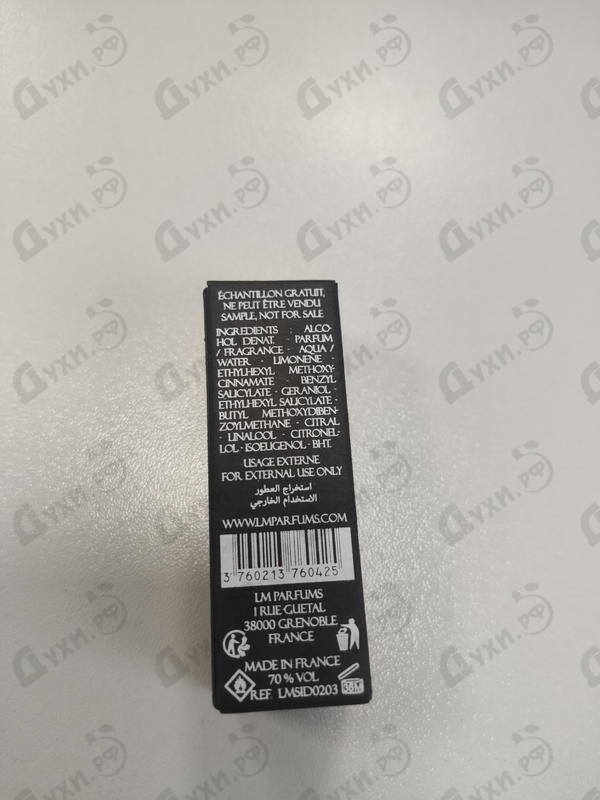 ÉCHANTILLON GRATUIT,
NE PEUT ÊTRE VENDU
SAMPLE, NOT FOR SALE
INGREDIENTS : ALCO-
HOL DENAT. · PARFUM
/ FRAGRANCE · AQUA /
WATER · LIMONENE ·
ETHYLHEXYL METHOXY-
CINNAMATE · BENZYL
SALICYLATE · GERANIOL ·
ETHYLHEXYL SALICYLATE ·
BUTYL METHOXYDIBEN-
ZOYLMETHANE · CITRAL
· LINALOOL · CITRONEL-
LOL · ISOEUGENOL · BHT.
USAGE EXTERNE
FOR EXTERNAL USE ONLY
استخراج العطور
الاستخدام الخارجي
WWW.LMPARFUMS.COM
3 760213 760425
LM PARFUMS
1 RUE GUETAL
38000 GRENOBLE
FRANCE
MADE IN FRANCE
70 % VOL
REF. LMSID0203
36M
Духи.рф